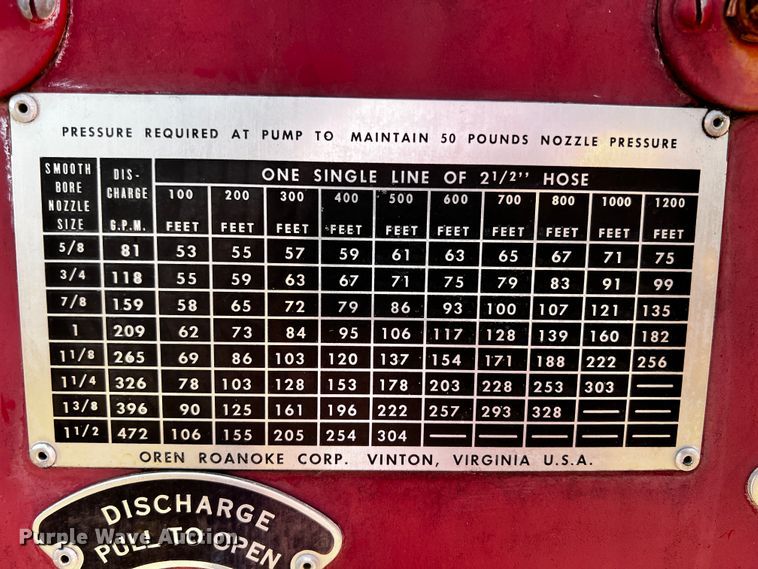 PRESSURE REQUIRED AT PUMP TO MAINTAIN 50 POUNDS NOZZLE PRESSURE
SMOOTH BORE NOZZLE SIZE DIS- CHARGE G.P.M. ONE SINGLE LINE OF 2 1/2'' HOSE
100 FEET 200 FEET 300 FEET 400 FEET 500 FEET 600 FEET 700 FEET 800 FEET 1000 FEET 1200 FEET
5/8 81 53 55 57 59 61 63 65 67 71 75
3/4 118 55 59 63 67 71 75 79 83 91 99
7/8 159 58 65 72 79 86 93 100 107 121 135
1 209 62 73 84 95 106 117 128 139 160 182
1 1/8 265 69 86 103 120 137 154 171 188 222 256
1 1/4 326 78 103 128 153 178 203 228 253 303 —
1 3/8 396 90 125 161 196 222 257 293 328 — —
1 1/2 472 106 155 205 254 304 — — — — —
OREN ROANOKE CORP. VINTON, VIRGINIA U.S.A.
DISCHARGE
PULL TO OPEN
Purple Wave Auction